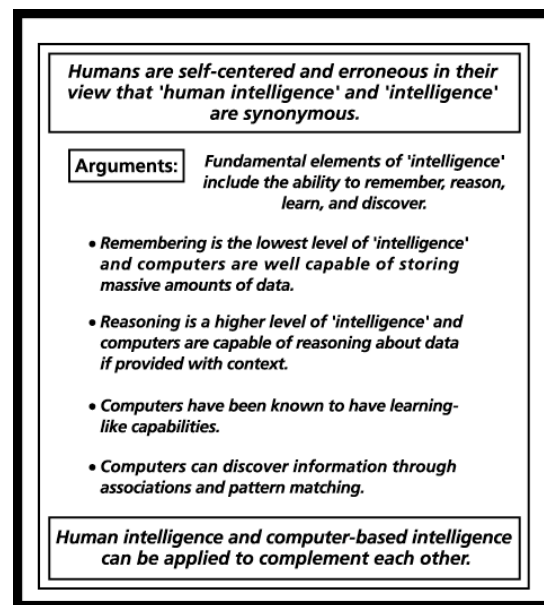 Humans are self-centered and erroneous in their
view that 'human intelligence' and 'intelligence'
are synonymous.
Arguments:
Fundamental elements of 'intelligence'
include the ability to remember, reason,
learn, and discover.
• Remembering is the lowest level of 'intelligence'
and computers are well capable of storing
massive amounts of data.
• Reasoning is a higher level of 'intelligence' and
computers are capable of reasoning about data
if provided with context.
• Computers have been known to have learning-
like capabilities.
• Computers can discover information through
associations and pattern matching.
Human intelligence and computer-based intelligence
can be applied to complement each other.